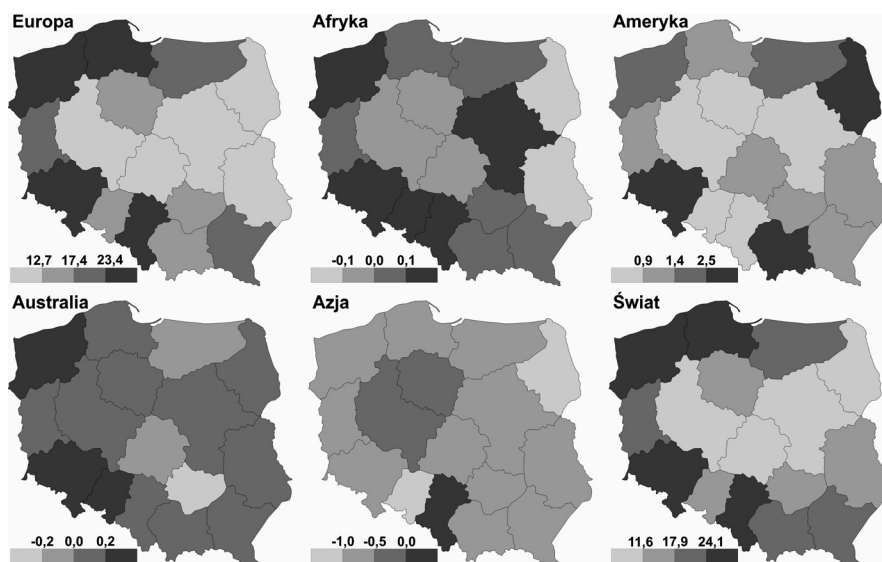 Europa
Afryka
Ameryka
12,7 17,4 23,4
-0,1 0,0 0,1
0,9 1,4 2,5
Australia
Azja
Świat
-0,2 0,0 0,2
-1,0 -0,5 0,0
11,6 17,9 24,1